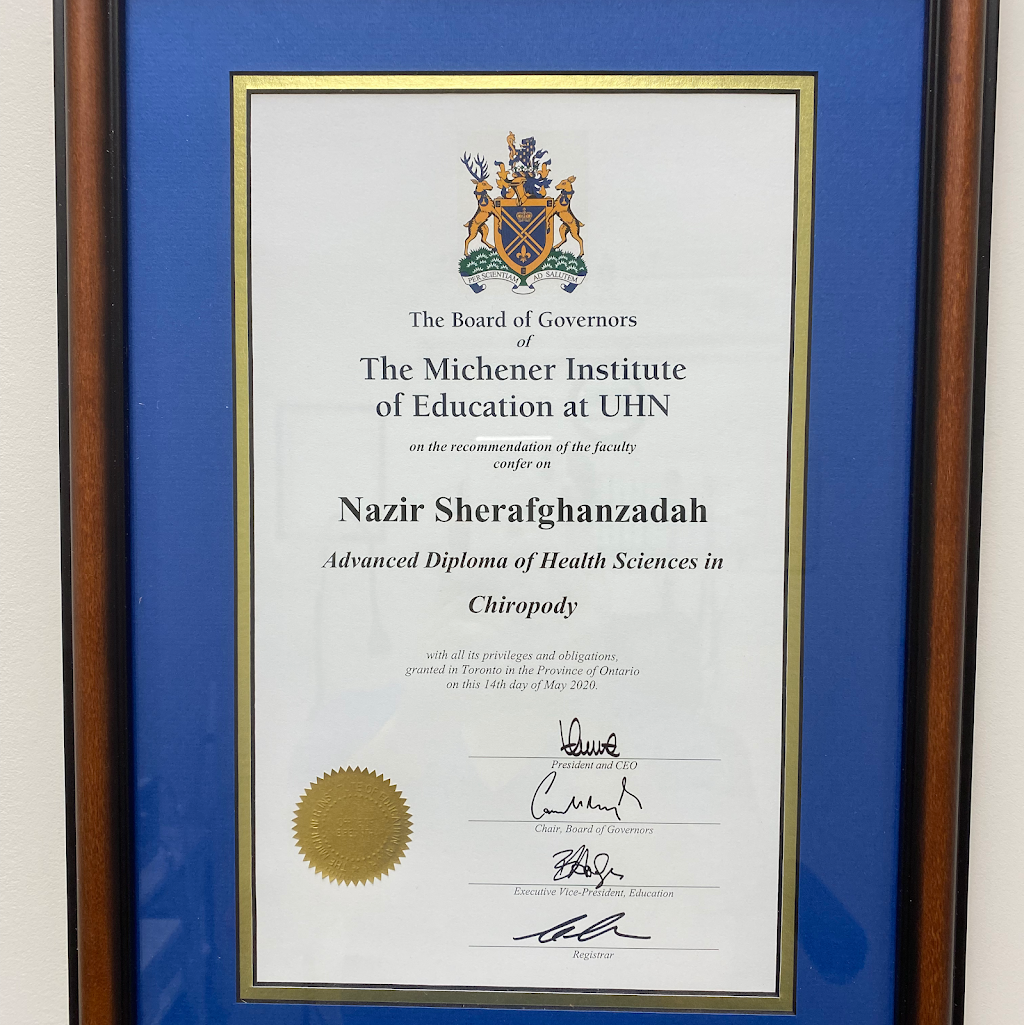 PER SCIENTIAM AD SALUTEM
The Board of Governors
of
The Michener Institute
of Education at UHN
on the recommendation of the faculty
confer on
Nazir Sherafghanzadah
Advanced Diploma of Health Sciences in
Chiropody
with all its privileges and obligations,
granted in Toronto in the Province of Ontario
on this 14th day of May 2020.
President and CEO
Chair, Board of Governors
Executive Vice-President, Education
Registrar